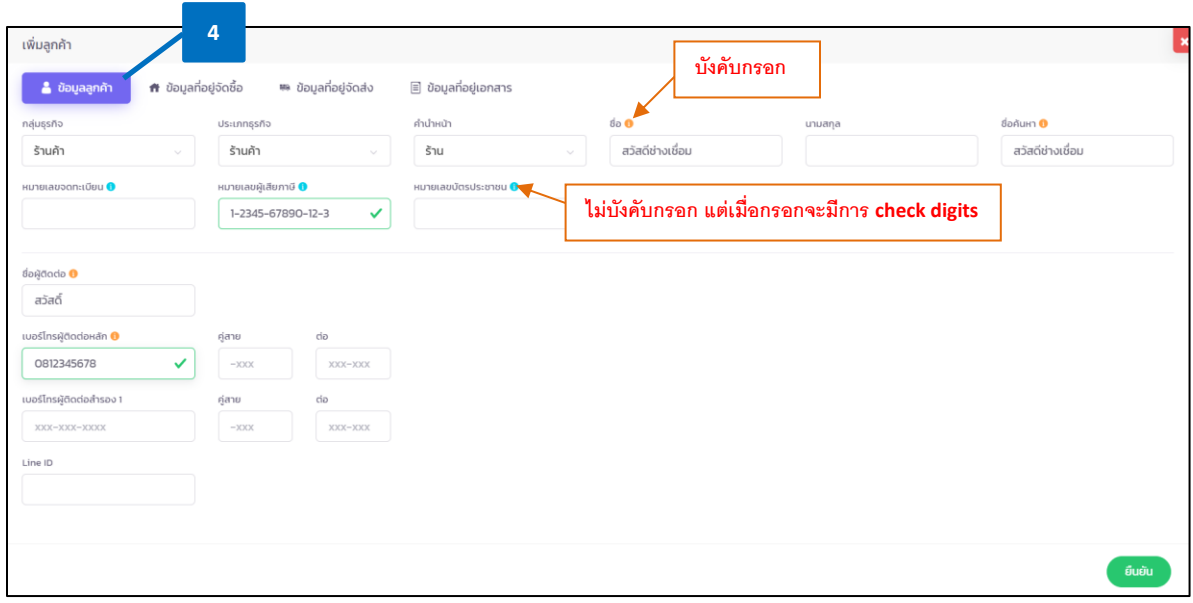 4
เพิ่มลูกค้า
บังคับกรอก
ข้อมูลลูกค้า ข้อมูลที่อยู่จัดซื้อ ข้อมูลที่อยู่จัดส่ง ข้อมูลที่อยู่เอกสาร
กลุ่มธุรกิจ ประเภทธุรกิจ คำนำหน้า ชื่อ นามสกุล ชื่อค้นหา
ร้านค้า ร้านค้า ร้าน สวัสดีช่างเชื่อม สวัสดีช่างเชื่อม
หมายเลขจดทะเบียน หมายเลขผู้เสียภาษี หมายเลขบัตรประชาชน
1-2345-67890-12-3
ไม่บังคับกรอก แต่เมื่อกรอกจะมีการ check digits
ชื่อผู้ติดต่อ
สวัสดิ์
เบอร์โทรผู้ติดต่อหลัก คู่สาย ต่อ
0812345678 -xxx xxx-xxx
เบอร์โทรผู้ติดต่อสำรอง 1 คู่สาย ต่อ
xxx-xxx-xxxx -xxx xxx-xxx
Line ID
ยืนยัน